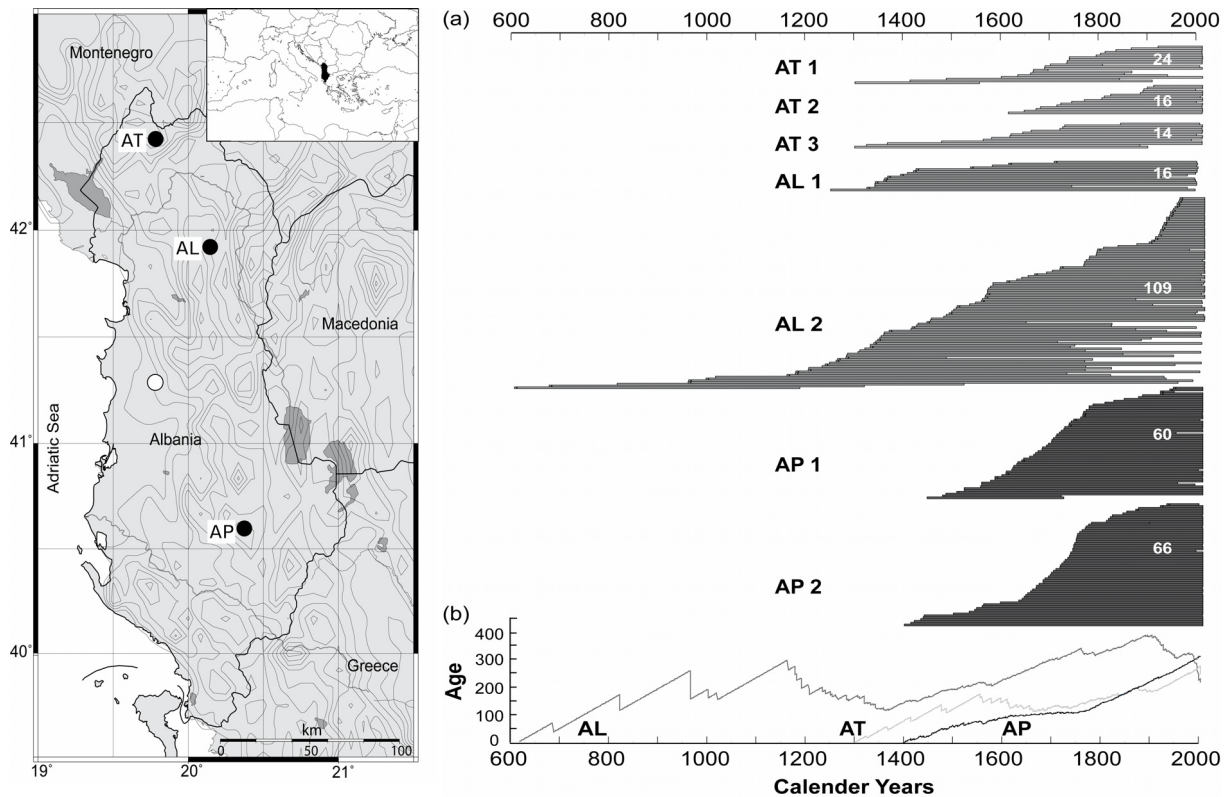 Montenegro
AT
42°
AL
Macedonia
Adriatic Sea
Albania
41°
AP
40°
Greece
km
0 50 100
19° 20° 21°
(a)
600 800 1000 1200 1400 1600 1800 2000
AT 1 24
AT 2 16
AT 3 14
AL 1 16
AL 2 109
AP 1 60
AP 2 66
(b)
Age
400
300
200
100
0
AL AT AP
600 800 1000 1200 1400 1600 1800 2000
Calender Years